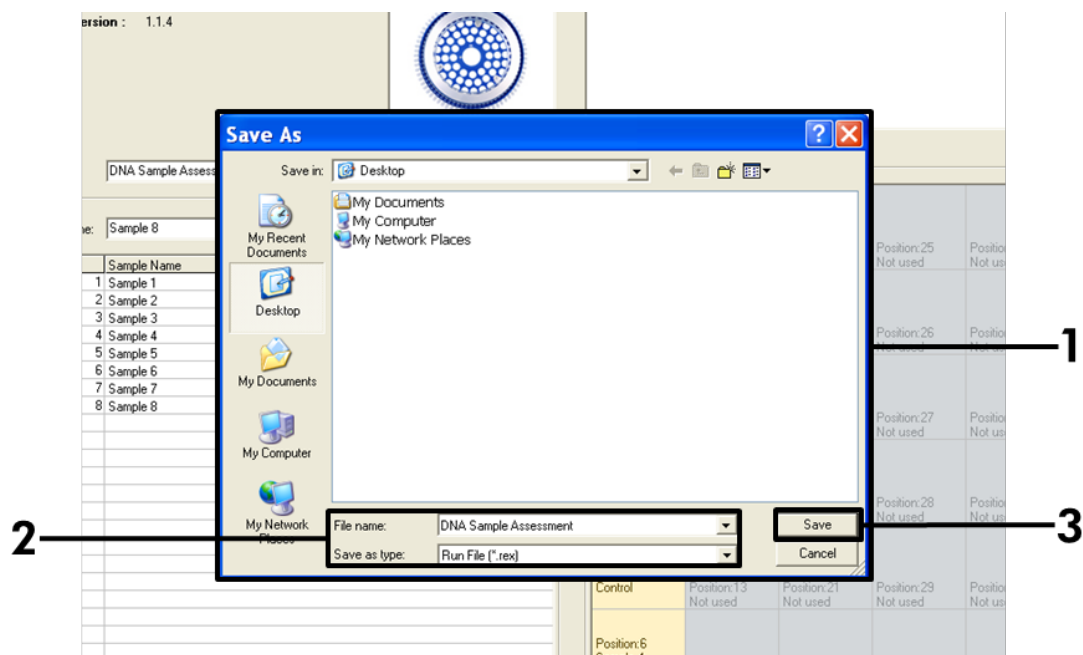 ersion : 1.1.4
Save As
DNA Sample Assess
Save in: Desktop
My Documents
My Computer
My Network Places
My Recent
Documents
Desktop
My Documents
My Computer
My Network
Places
Sample 8
Sample Name
1 Sample 1
2 Sample 2
3 Sample 3
4 Sample 4
5 Sample 5
6 Sample 6
7 Sample 7
8 Sample 8
File name: DNA Sample Assessment
Save as type: Run File (*.rex)
Save
Cancel
Position:25
Not used
Position:26
Not used
Position:27
Not used
Position:28
Not used
Control
Position:13
Not used
Position:21
Not used
Position:29
Not used
Position:6
1
2
3